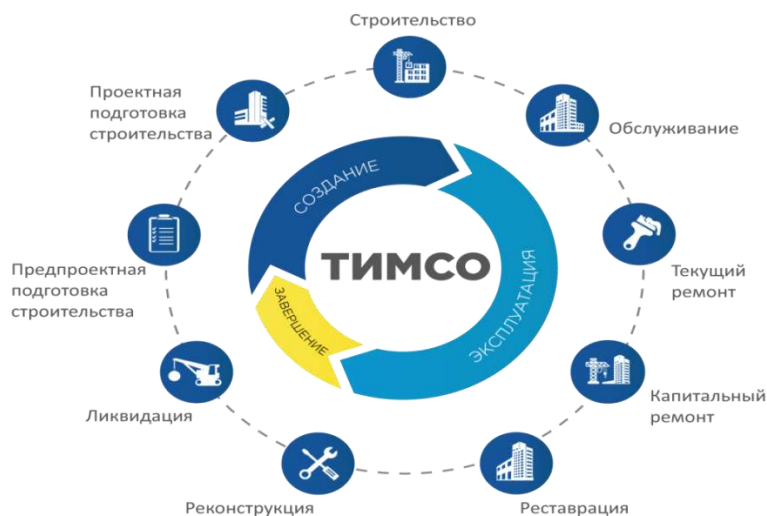 Строительство
Проектная
подготовка
строительства
Обслуживание
СОЗДАНИЕ
ТИМСО
ЭКСПЛУАТАЦИЯ
ЗАВЕРШЕНИЕ
Предпроектная
подготовка
строительства
Текущий
ремонт
Ликвидация
Капитальный
ремонт
Реконструкция
Реставрация